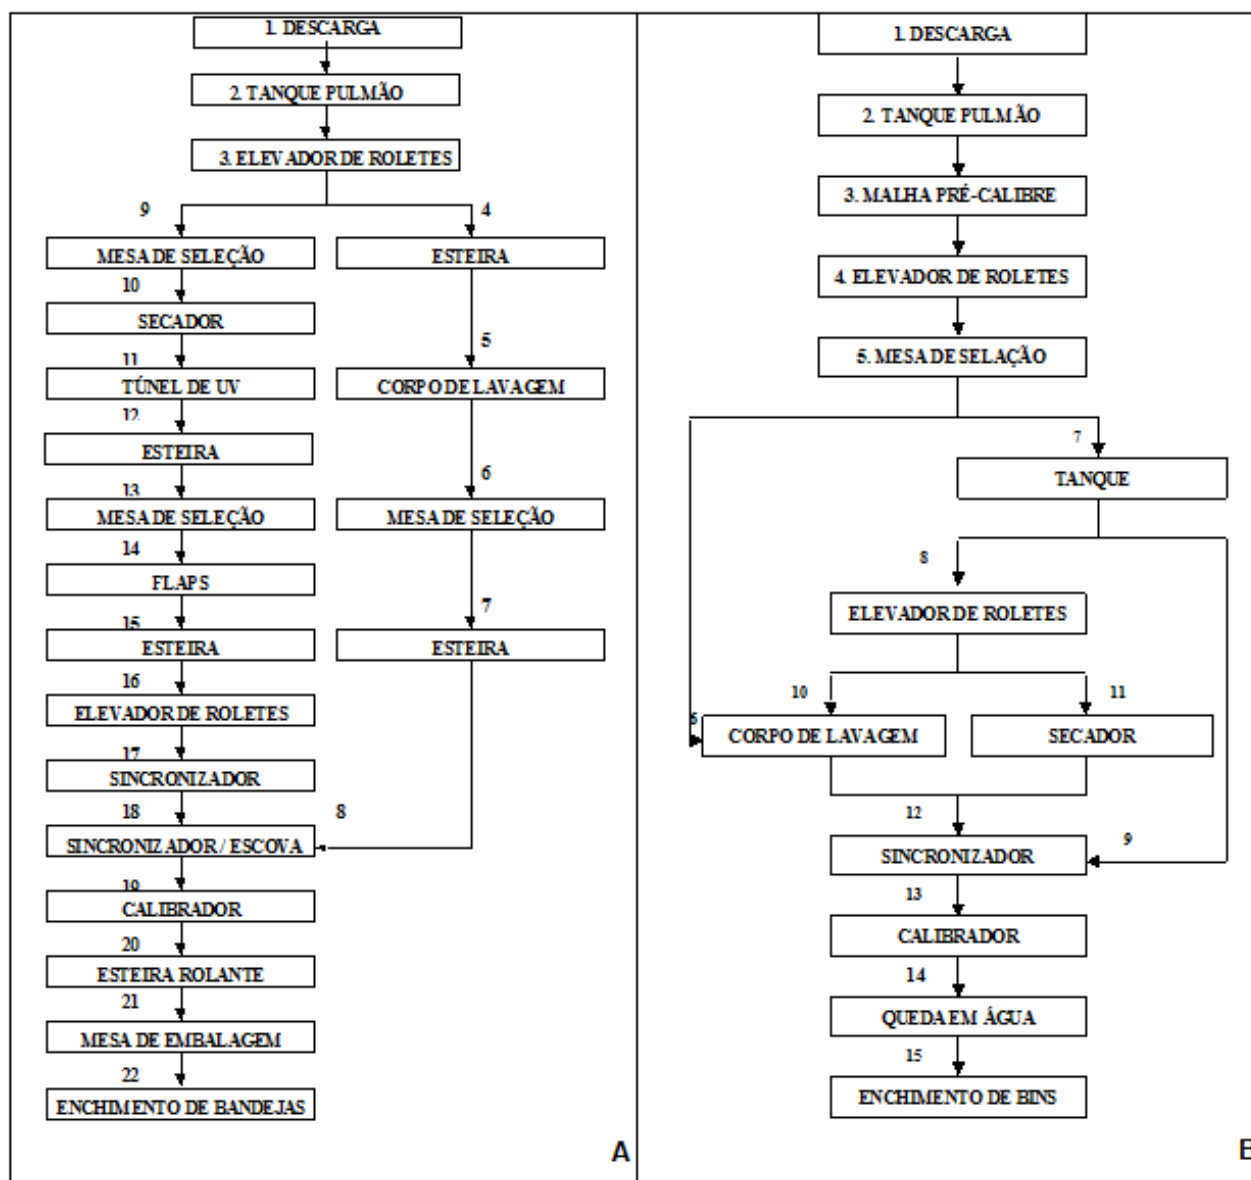 1. DESCARGA
2. TANQUE PULMÃO
3. ELEVADOR DE ROLETES
9
4
MESA DE SELEÇÃO
ESTEIRA
10
SECADOR
5
11
TÚNEL DE UV
CORPO DE LAVAGEM
12
ESTEIRA
6
13
MESA DE SELEÇÃO
MESA DE SELEÇÃO
14
FLAPS
7
15
ESTEIRA
ESTEIRA
16
ELEVADOR DE ROLETES
17
SINCRONIZADOR
18
8
SINCRONIZADOR / ESCOVA
19
CALIBRADOR
20
ESTEIRA ROLANTE
21
MESA DE EMBALAGEM
22
ENCHIMENTO DE BANDEJAS
A
1. DESCARGA
2. TANQUE PULMÃO
3. MALHA PRÉ-CALIBRE
4. ELEVADOR DE ROLETES
5. MESA DE SELAÇÃO
7
TANQUE
8
ELEVADOR DE ROLETES
10
11
6
CORPO DE LAVAGEM
SECADOR
12
9
SINCRONIZADOR
13
CALIBRADOR
14
QUEDA EM ÁGUA
15
ENCHIMENTO DE BINS
B